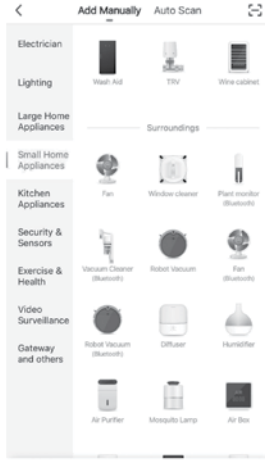 Add Manually Auto Scan
Electrician
Lighting
Large Home
Appliances
Small Home
Appliances
Kitchen
Appliances
Security &
Sensors
Exercise &
Health
Video
Surveillance
Gateway
and others
Wash Aid
TRV
Wine cabinet
Surroundings
Fan
Window cleaner
Plant monitor
(Bluetooth)
Vacuum Cleaner
(Bluetooth)
Robot Vacuum
Fan
(Bluetooth)
Robot Vacuum
(Bluetooth)
Diffuser
Humidifier
Air Purifier
Mosquito Lamp
Air Box